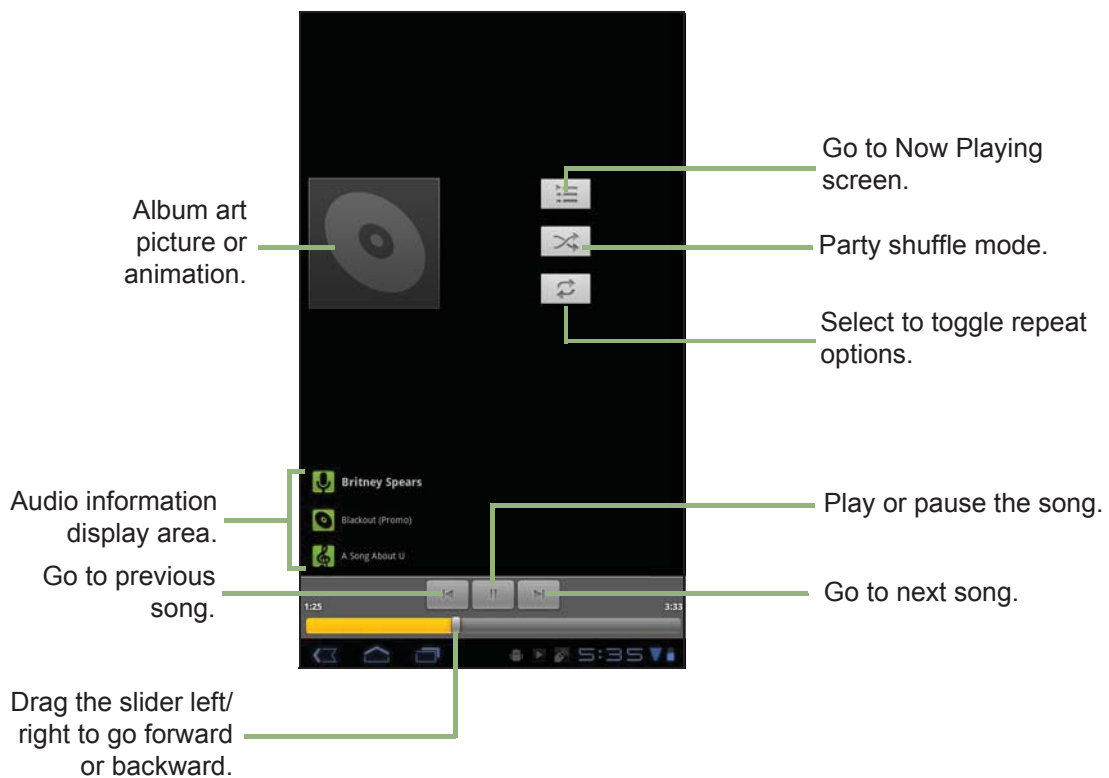 Go to Now Playing
screen.
Album art
picture or
animation.
Party shuffle mode.
Select to toggle repeat
options.
Britney Spears
Audio information
display area.
Blackout (Promo)
Play or pause the song.
A Song About U
Go to previous
song.
Go to next song.
1:25
3:33
5:35
Drag the slider left/
right to go forward
or backward.